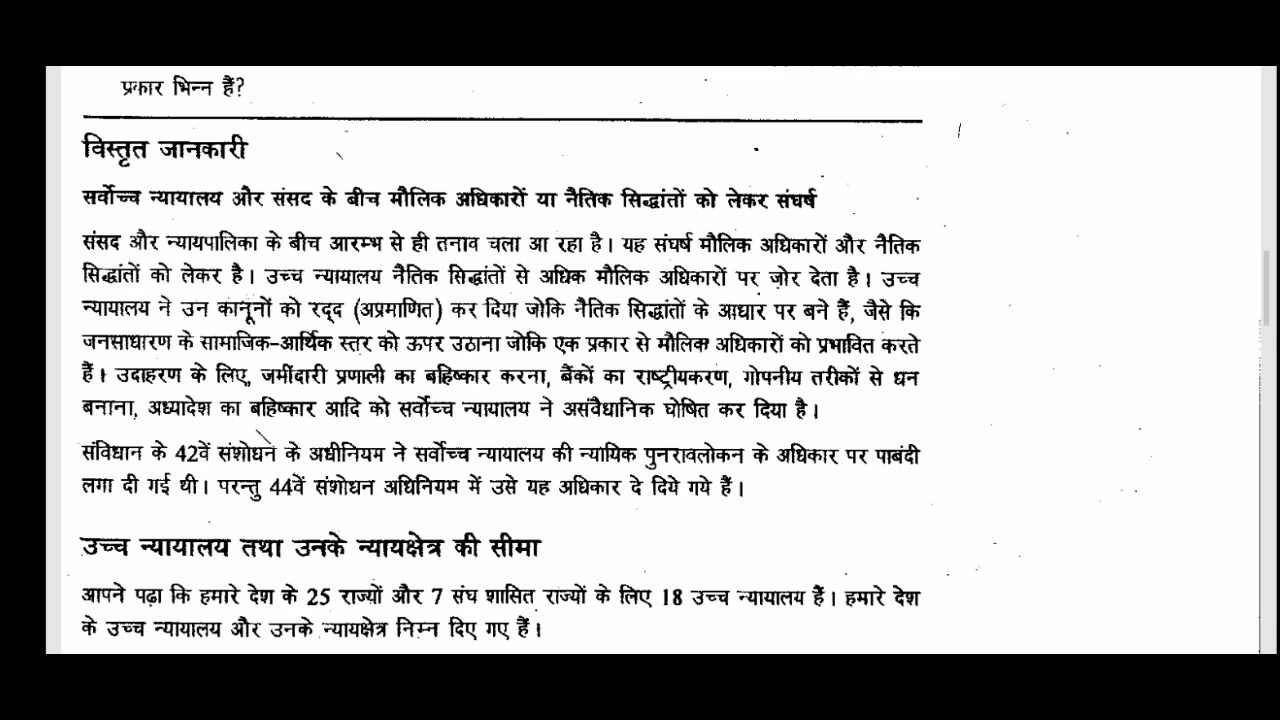 प्रकार भिन्न हैं?
विस्तृत जानकारी
सर्वोच्च न्यायालय और संसद के बीच मौलिक अधिकारों या नैतिक सिद्धांतों को लेकर संघर्ष
संसद और न्यायपालिका के बीच आरम्भ से ही तनाव चला आ रहा है। यह संघर्ष मौलिक अधिकारों और नैतिक
सिद्धांतों को लेकर है। उच्च न्यायालय नैतिक सिद्धांतों से अधिक मौलिक अधिकारों पर ज़ोर देता है। उच्च
न्यायालय ने उन कानूनों को रद्द (अप्रमाणित) कर दिया जोकि नैतिक सिद्धांतों के आधार पर बने हैं, जैसे कि
जनसाधारण के सामाजिक-आर्थिक स्तर को ऊपर उठाना जोकि एक प्रकार से मौलिक अधिकारों को प्रभावित करते
हैं। उदाहरण के लिए, जमींदारी प्रणाली का बहिष्कार करना, बैंकों का राष्ट्रीयकरण, गोपनीय तरीकों से धन
बनाना, अध्यादेश का बहिष्कार आदि को सर्वोच्च न्यायालय ने असंवैधानिक घोषित कर दिया है।
संविधान के 42वें संशोधन के अधीनियम ने सर्वोच्च न्यायालय की न्यायिक पुनरावलोकन के अधिकार पर पाबंदी
लगा दी गई थी। परन्तु 44वें संशोधन अधिनियम में उसे यह अधिकार दे दिये गये हैं।
उच्च न्यायालय तथा उनके न्यायक्षेत्र की सीमा
आपने पढ़ा कि हमारे देश के 25 राज्यों और 7 संघ शासित राज्यों के लिए 18 उच्च न्यायालय हैं। हमारे देश
के उच्च न्यायालय और उनके न्यायक्षेत्र निम्न दिए गए हैं।